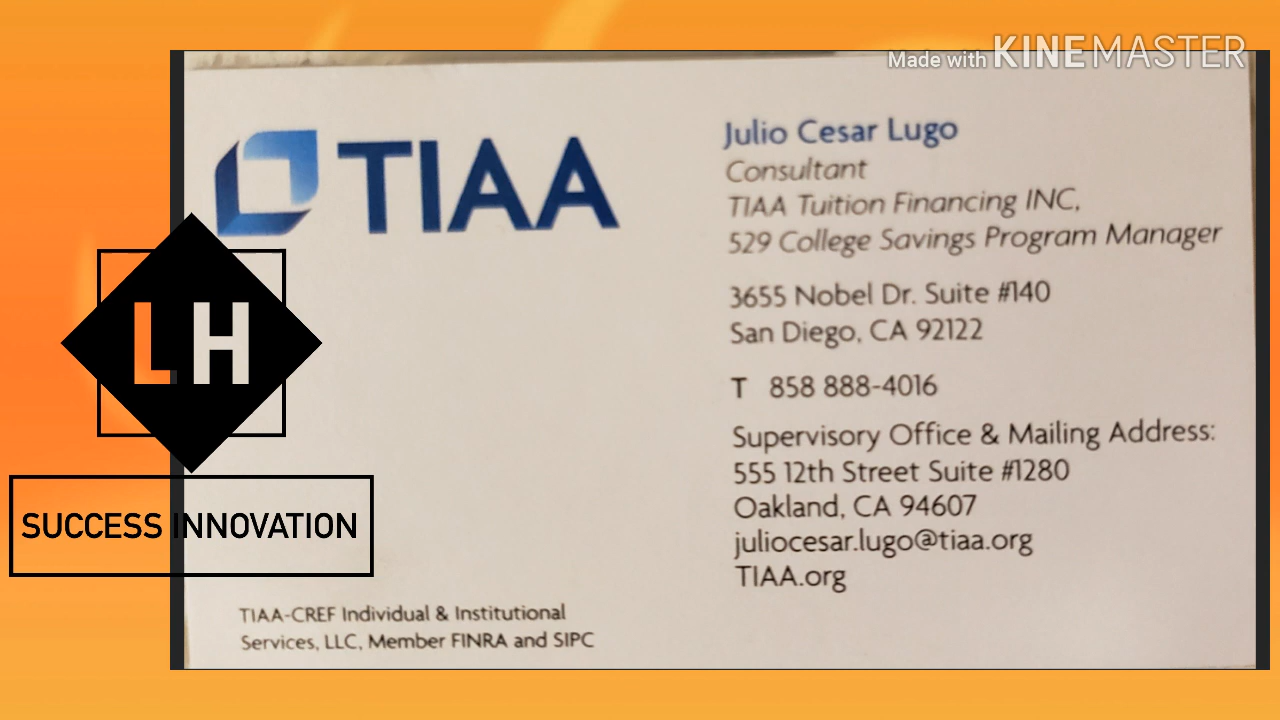 Made with KINEMASTER
TIAA
Julio Cesar Lugo
Consultant
TIAA Tuition Financing INC,
529 College Savings Program Manager
3655 Nobel Dr. Suite #140
San Diego, CA 92122
T 858 888-4016
Supervisory Office & Mailing Address:
555 12th Street Suite #1280
Oakland, CA 94607
juliocesar.lugo@tiaa.org
TIAA.org
LH
SUCCESS INNOVATION
TIAA-CREF Individual & Institutional
Services, LLC, Member FINRA and SIPC